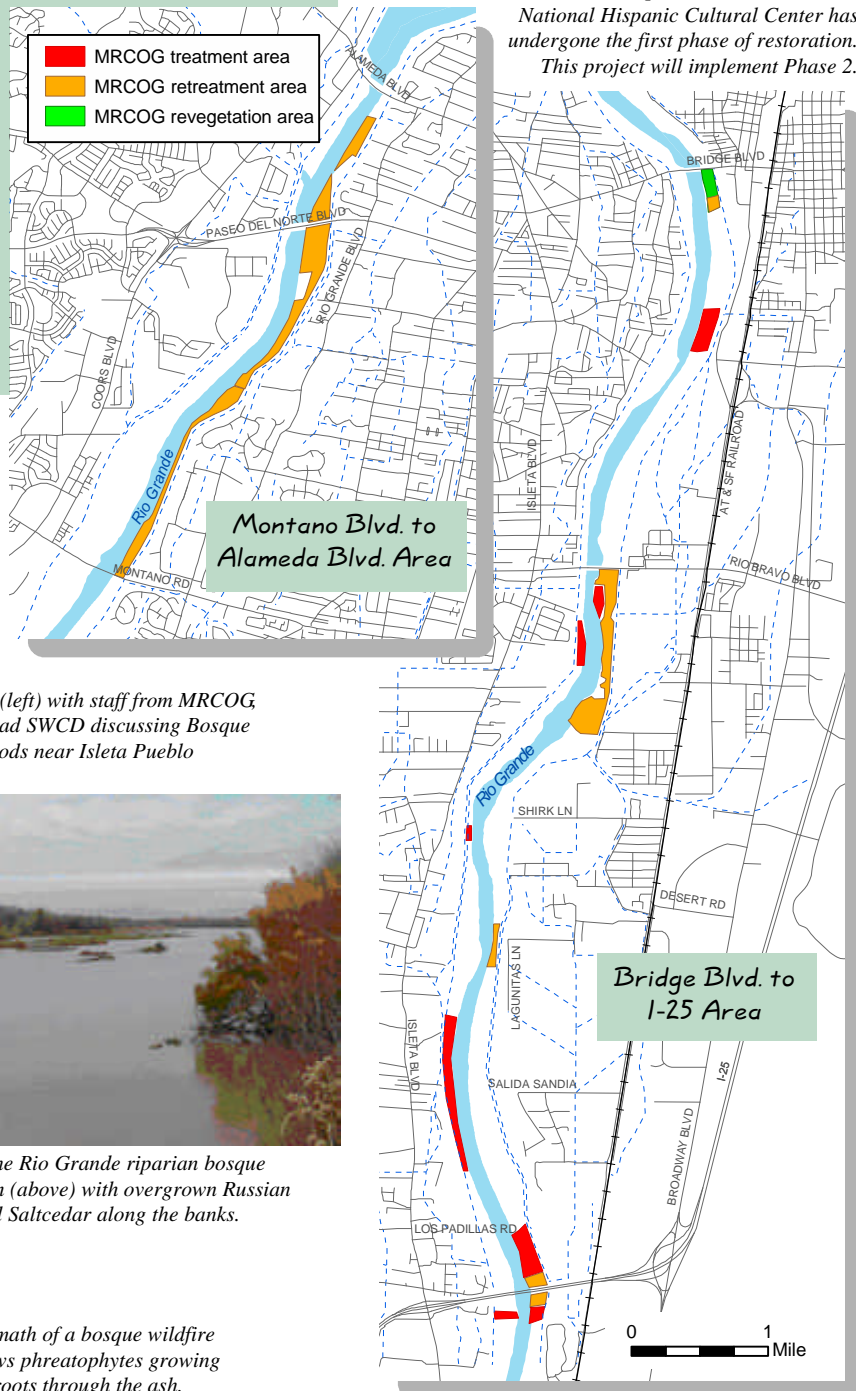 National Hispanic Cultural Center has
undergone the first phase of restoration.
This project will implement Phase 2.
MRCOG treatment area
MRCOG retreatment area
MRCOG revegetation area
ALAMEDA BLVD
PASEO DEL NORTE BLVD
RIO GRANDE BLVD
COORS BLVD
Rio Grande
MONTANO RD
Montano Blvd. to
Alameda Blvd. Area
BRIDGE BLVD
ISLETA BLVD
AT & SF RAILROAD
RIO BRAVO BLVD
Rio Grande
SHIRK LN
DESERT RD
LAGUNITAS LN
Bridge Blvd. to
I-25 Area
ISLETA BLVD
SALIDA SANDIA
I-25
BROADWAY BLVD
LOS PADILLAS RD
0 1
Mile
(left) with staff from MRCOG,
ad SWCD discussing Bosque
ods near Isleta Pueblo
he Rio Grande riparian bosque
n (above) with overgrown Russian
d Saltcedar along the banks.
math of a bosque wildfire
ws phreatophytes growing
roots through the ash.